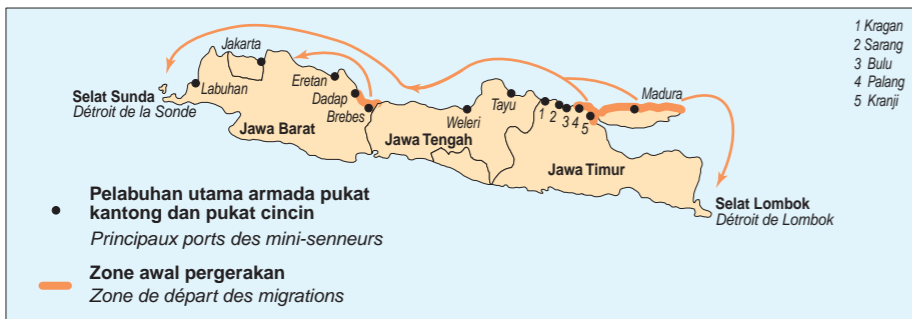 1 Kragan
2 Sarang
3 Bulu
4 Palang
5 Kranji
Jakarta
Eretan
Labuhan
Dadap
Brebes
Selat Sunda
Détroit de la Sonde
Jawa Barat
Tayu
Weleri
Jawa Tengah
1 2 3 4 5
Madura
Jawa Timur
Selat Lombok
Détroit de Lombok
Pelabuhan utama armada pukat
kantong dan pukat cincin
Principaux ports des mini-senneurs
Zone awal pergerakan
Zone de départ des migrations